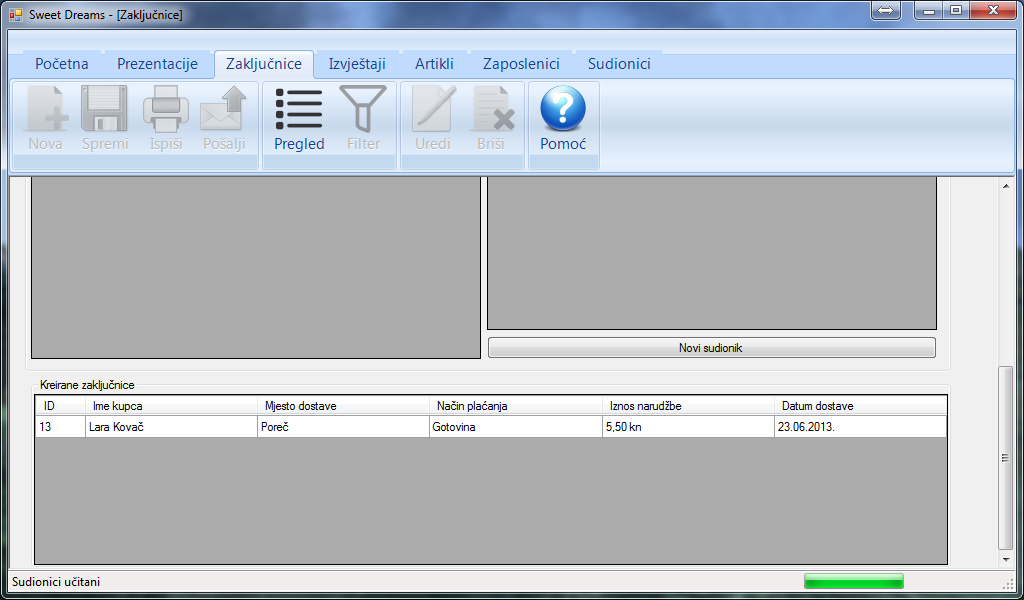 Sweet Dreams - [Zaključnice]
Početna Prezentacije Zaključnice Izvještaji Artikli Zaposlenici Sudionici
Nova Spremi Ispiši Pošalji Pregled Filter Uredi Briši Pomoć
Novi sudionik
Kreirane zaključnice
ID Ime kupca Mjesto dostave Način plaćanja Iznos narudžbe Datum dostave
13 Lara Kovač Poreč Gotovina 5,50 kn 23.06.2013.
Sudionici učitani